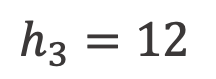 h₃ = 12